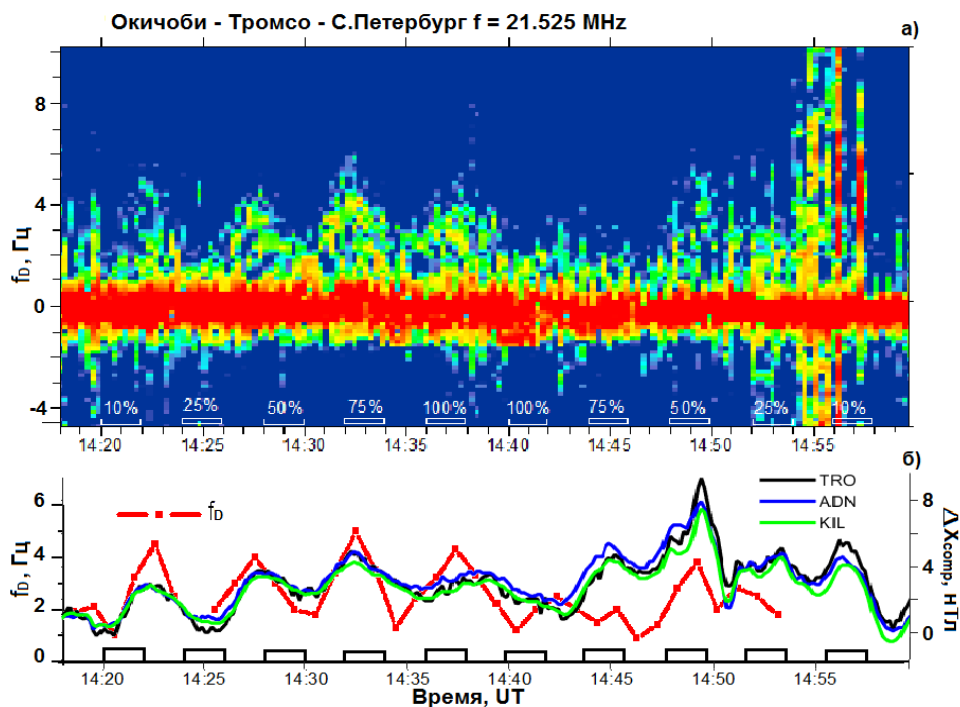 Окичоби - Тромсо - С.Петербург f = 21.525 MHz
а)
8
4
0
-4
f_D, Гц
10% 25% 50% 75% 100% 100% 75% 50% 25% 10%
14:20 14:25 14:30 14:35 14:40 14:45 14:50 14:55
б)
f_D
TRO
ADN
KIL
6
4
2
0
f_D, Гц
8
4
0
ΔXcomp, нТл
14:20 14:25 14:30 14:35 14:40 14:45 14:50 14:55
Время, UT